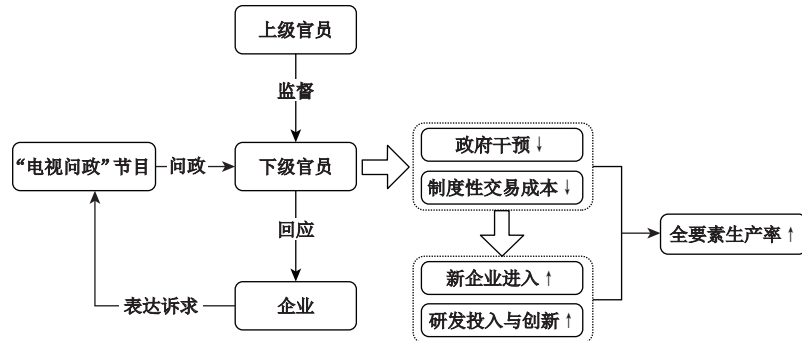 上级官员
监督
“电视问政”节目
问政
下级官员
政府干预↓
制度性交易成本↓
回应
全要素生产率↑
新企业进入↑
表达诉求
企业
研发投入与创新↑